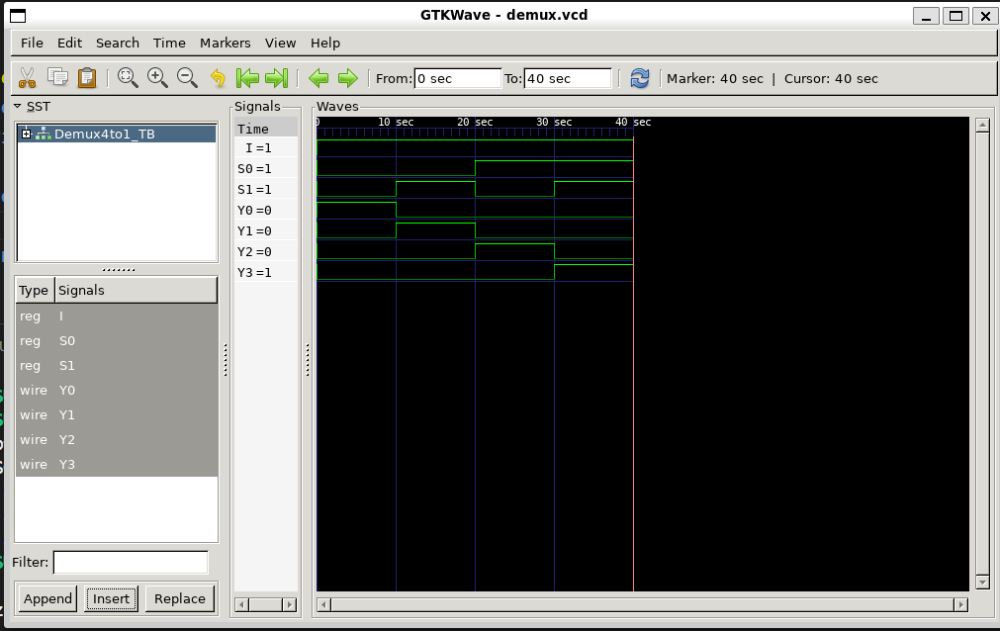 GTKWave - demux.vcd
File Edit Search Time Markers View Help
From: 0 sec To: 40 sec Marker: 40 sec | Cursor: 40 sec
SST
Demux4to1_TB
Type Signals
reg I
reg S0
reg S1
wire Y0
wire Y1
wire Y2
wire Y3
Filter:
Append Insert Replace
Signals
Time
I=1
S0=1
S1=1
Y0=0
Y1=0
Y2=0
Y3=1
Waves
0 10 sec 20 sec 30 sec 40 sec